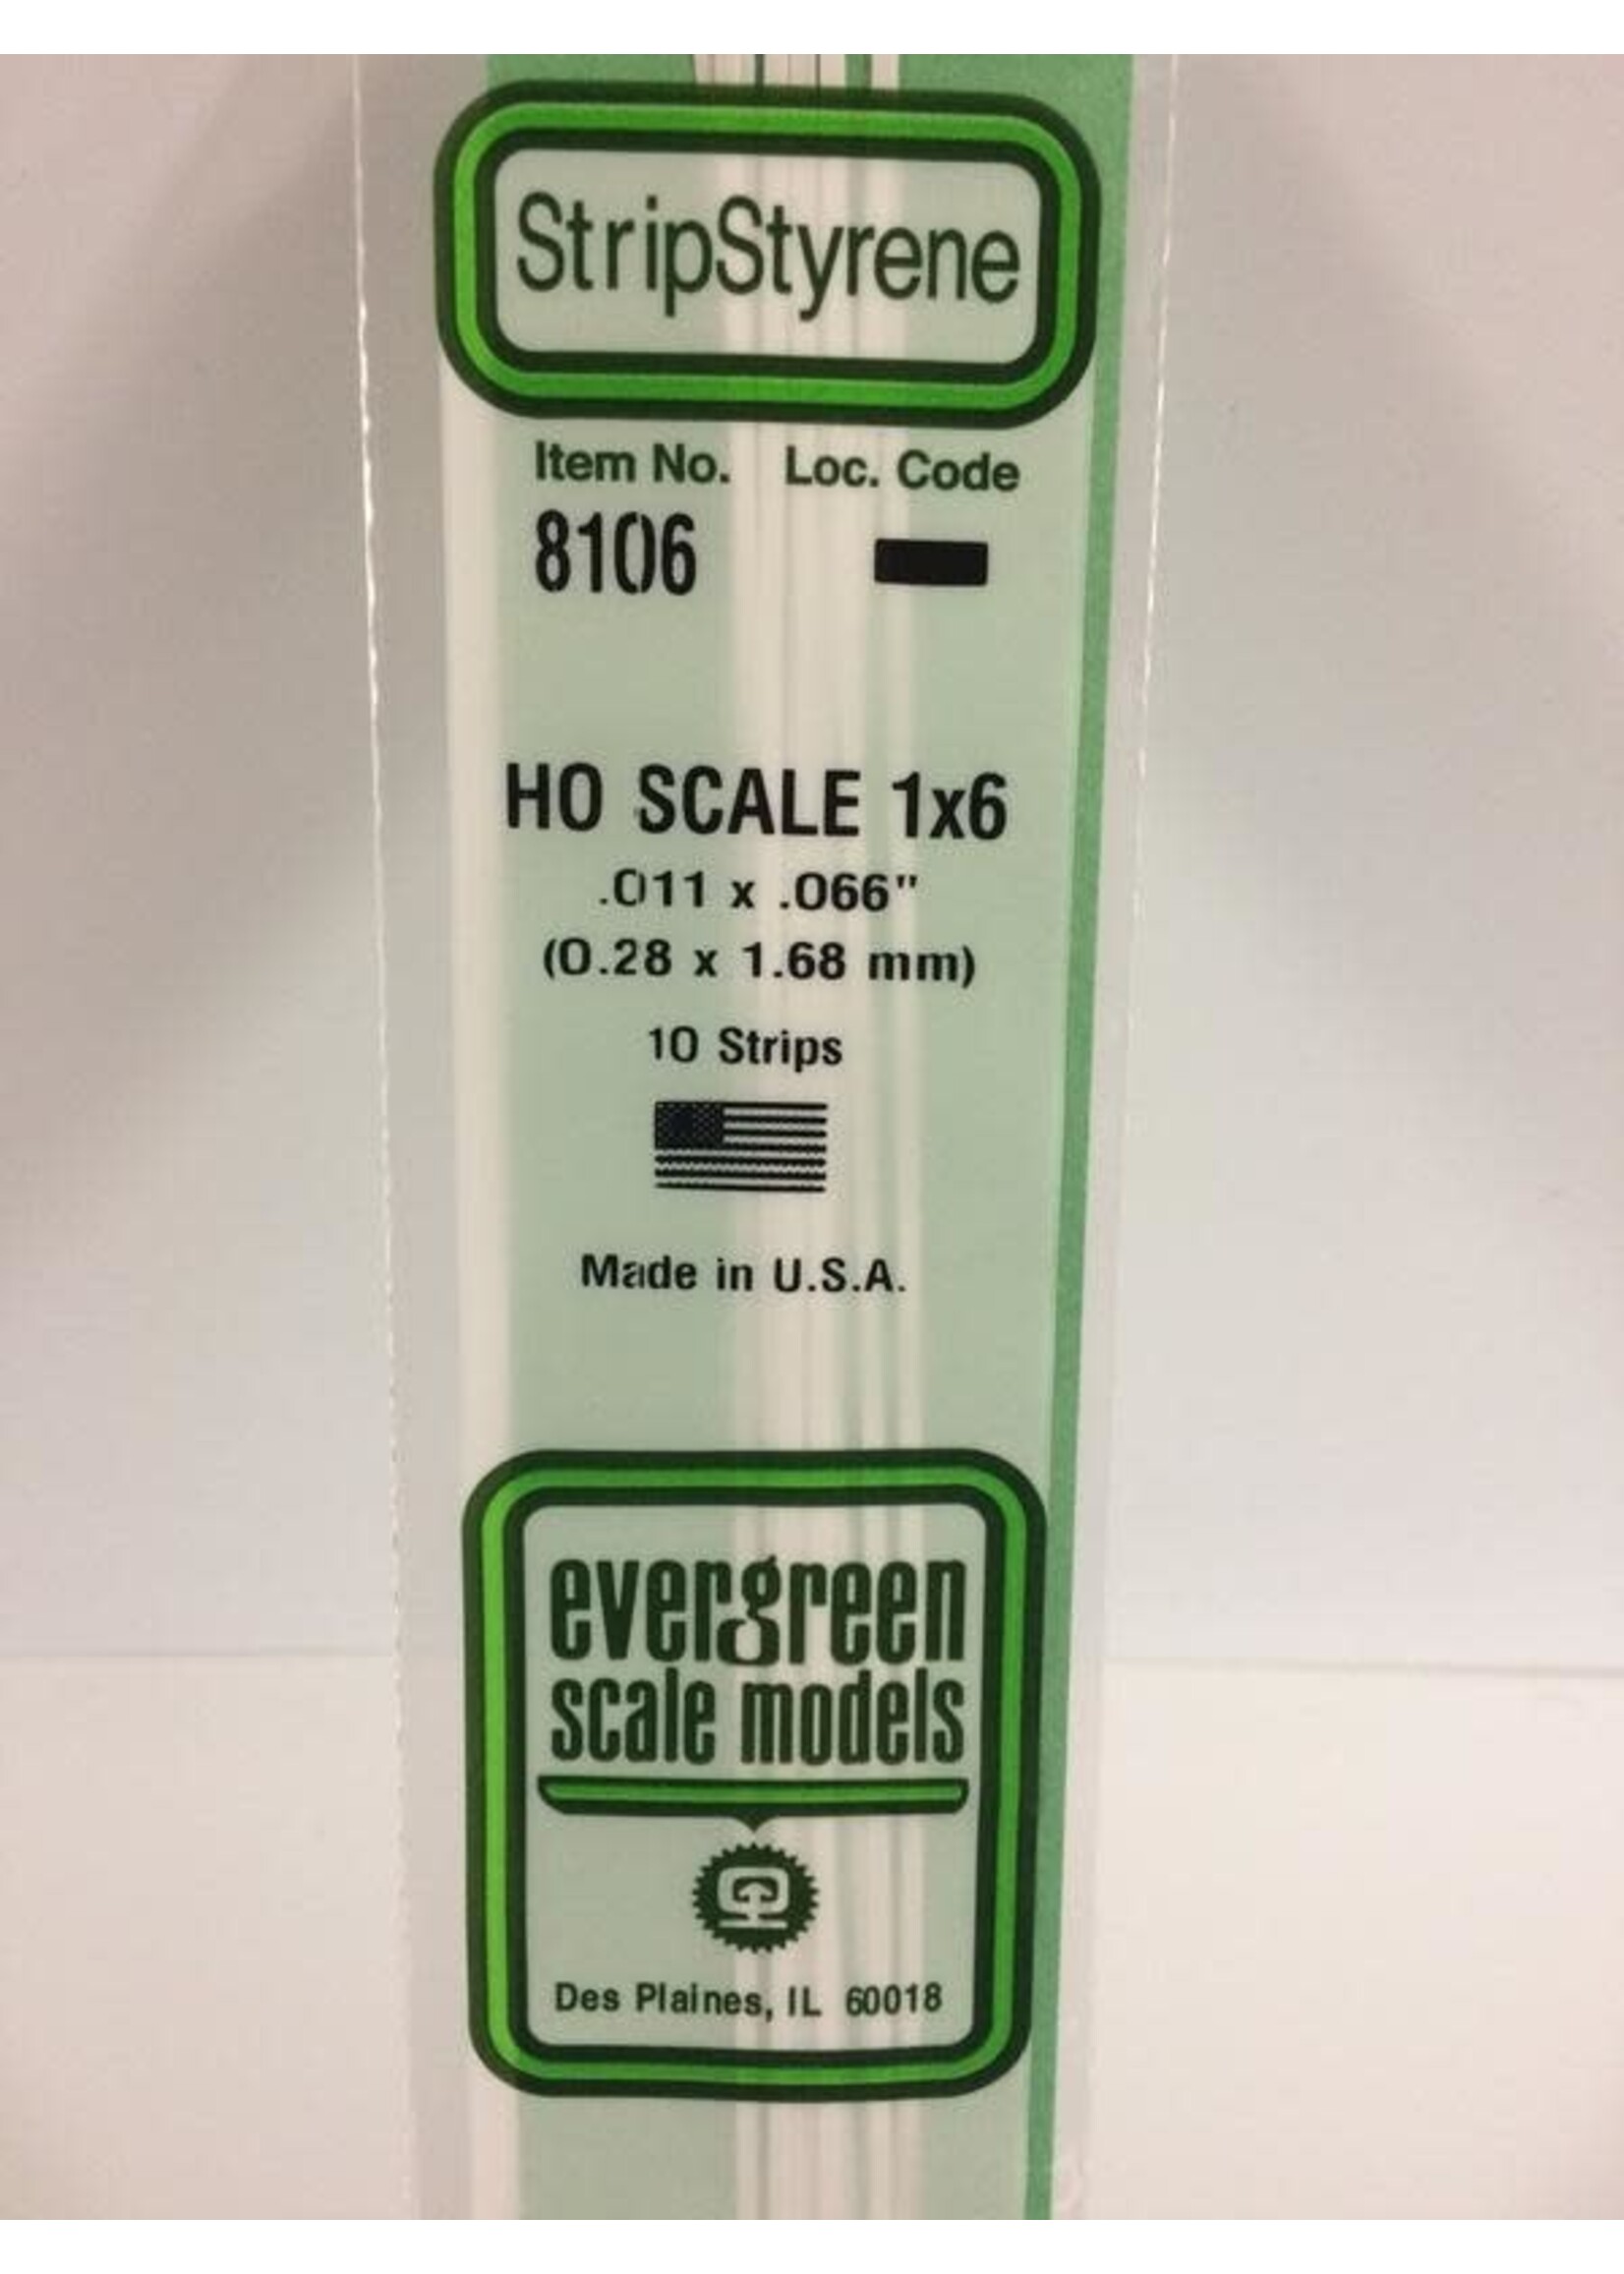 StripStyrene
Item No. Loc. Code
8106
HO SCALE 1x6
.011 x .066"
(0.28 x 1.68 mm)
10 Strips
Made in U.S.A.
evergreen
scale models
Des Plaines, IL 60018